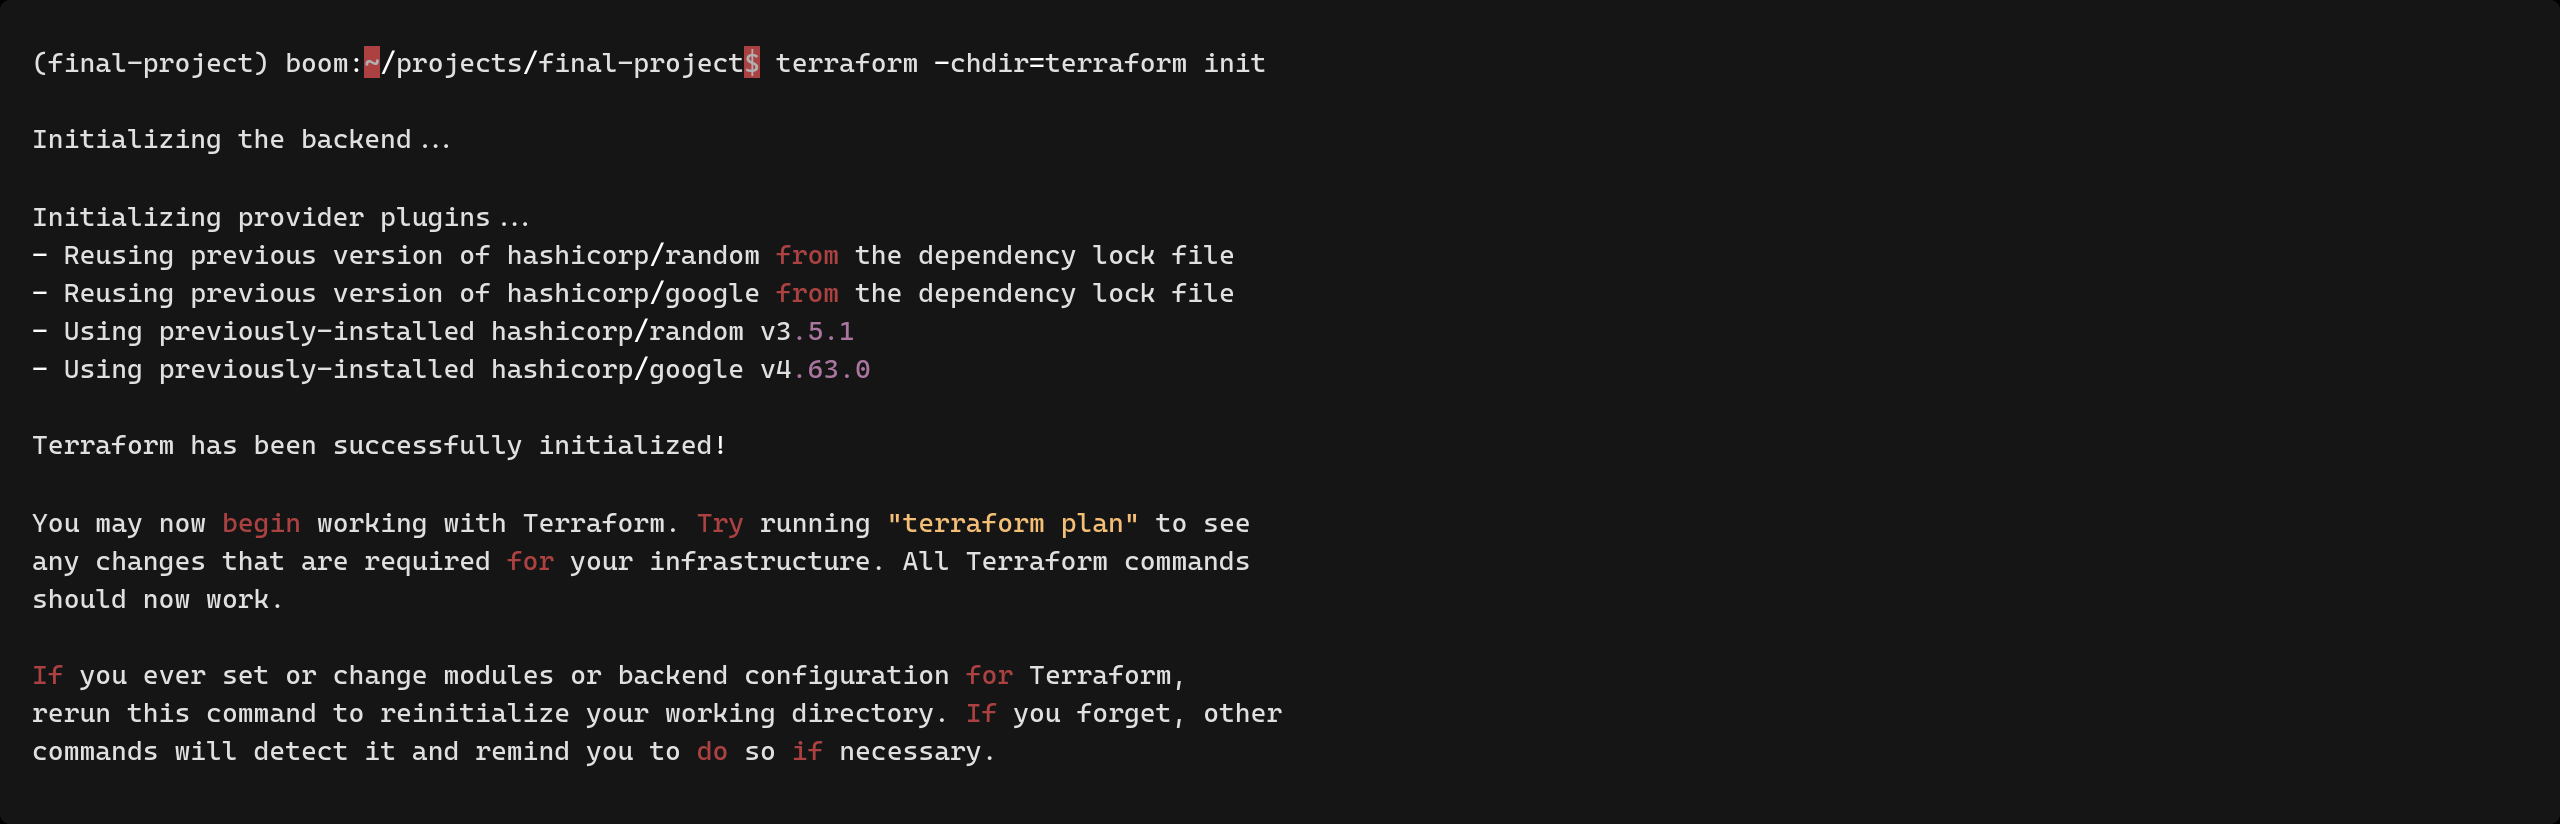 (final-project) boom:~/projects/final-project$ terraform -chdir=terraform init
Initializing the backend...
Initializing provider plugins...
- Reusing previous version of hashicorp/random from the dependency lock file
- Reusing previous version of hashicorp/google from the dependency lock file
- Using previously-installed hashicorp/random v3.5.1
- Using previously-installed hashicorp/google v4.63.0
Terraform has been successfully initialized!
You may now begin working with Terraform. Try running "terraform plan" to see
any changes that are required for your infrastructure. All Terraform commands
should now work.
If you ever set or change modules or backend configuration for Terraform,
rerun this command to reinitialize your working directory. If you forget, other
commands will detect it and remind you to do so if necessary.